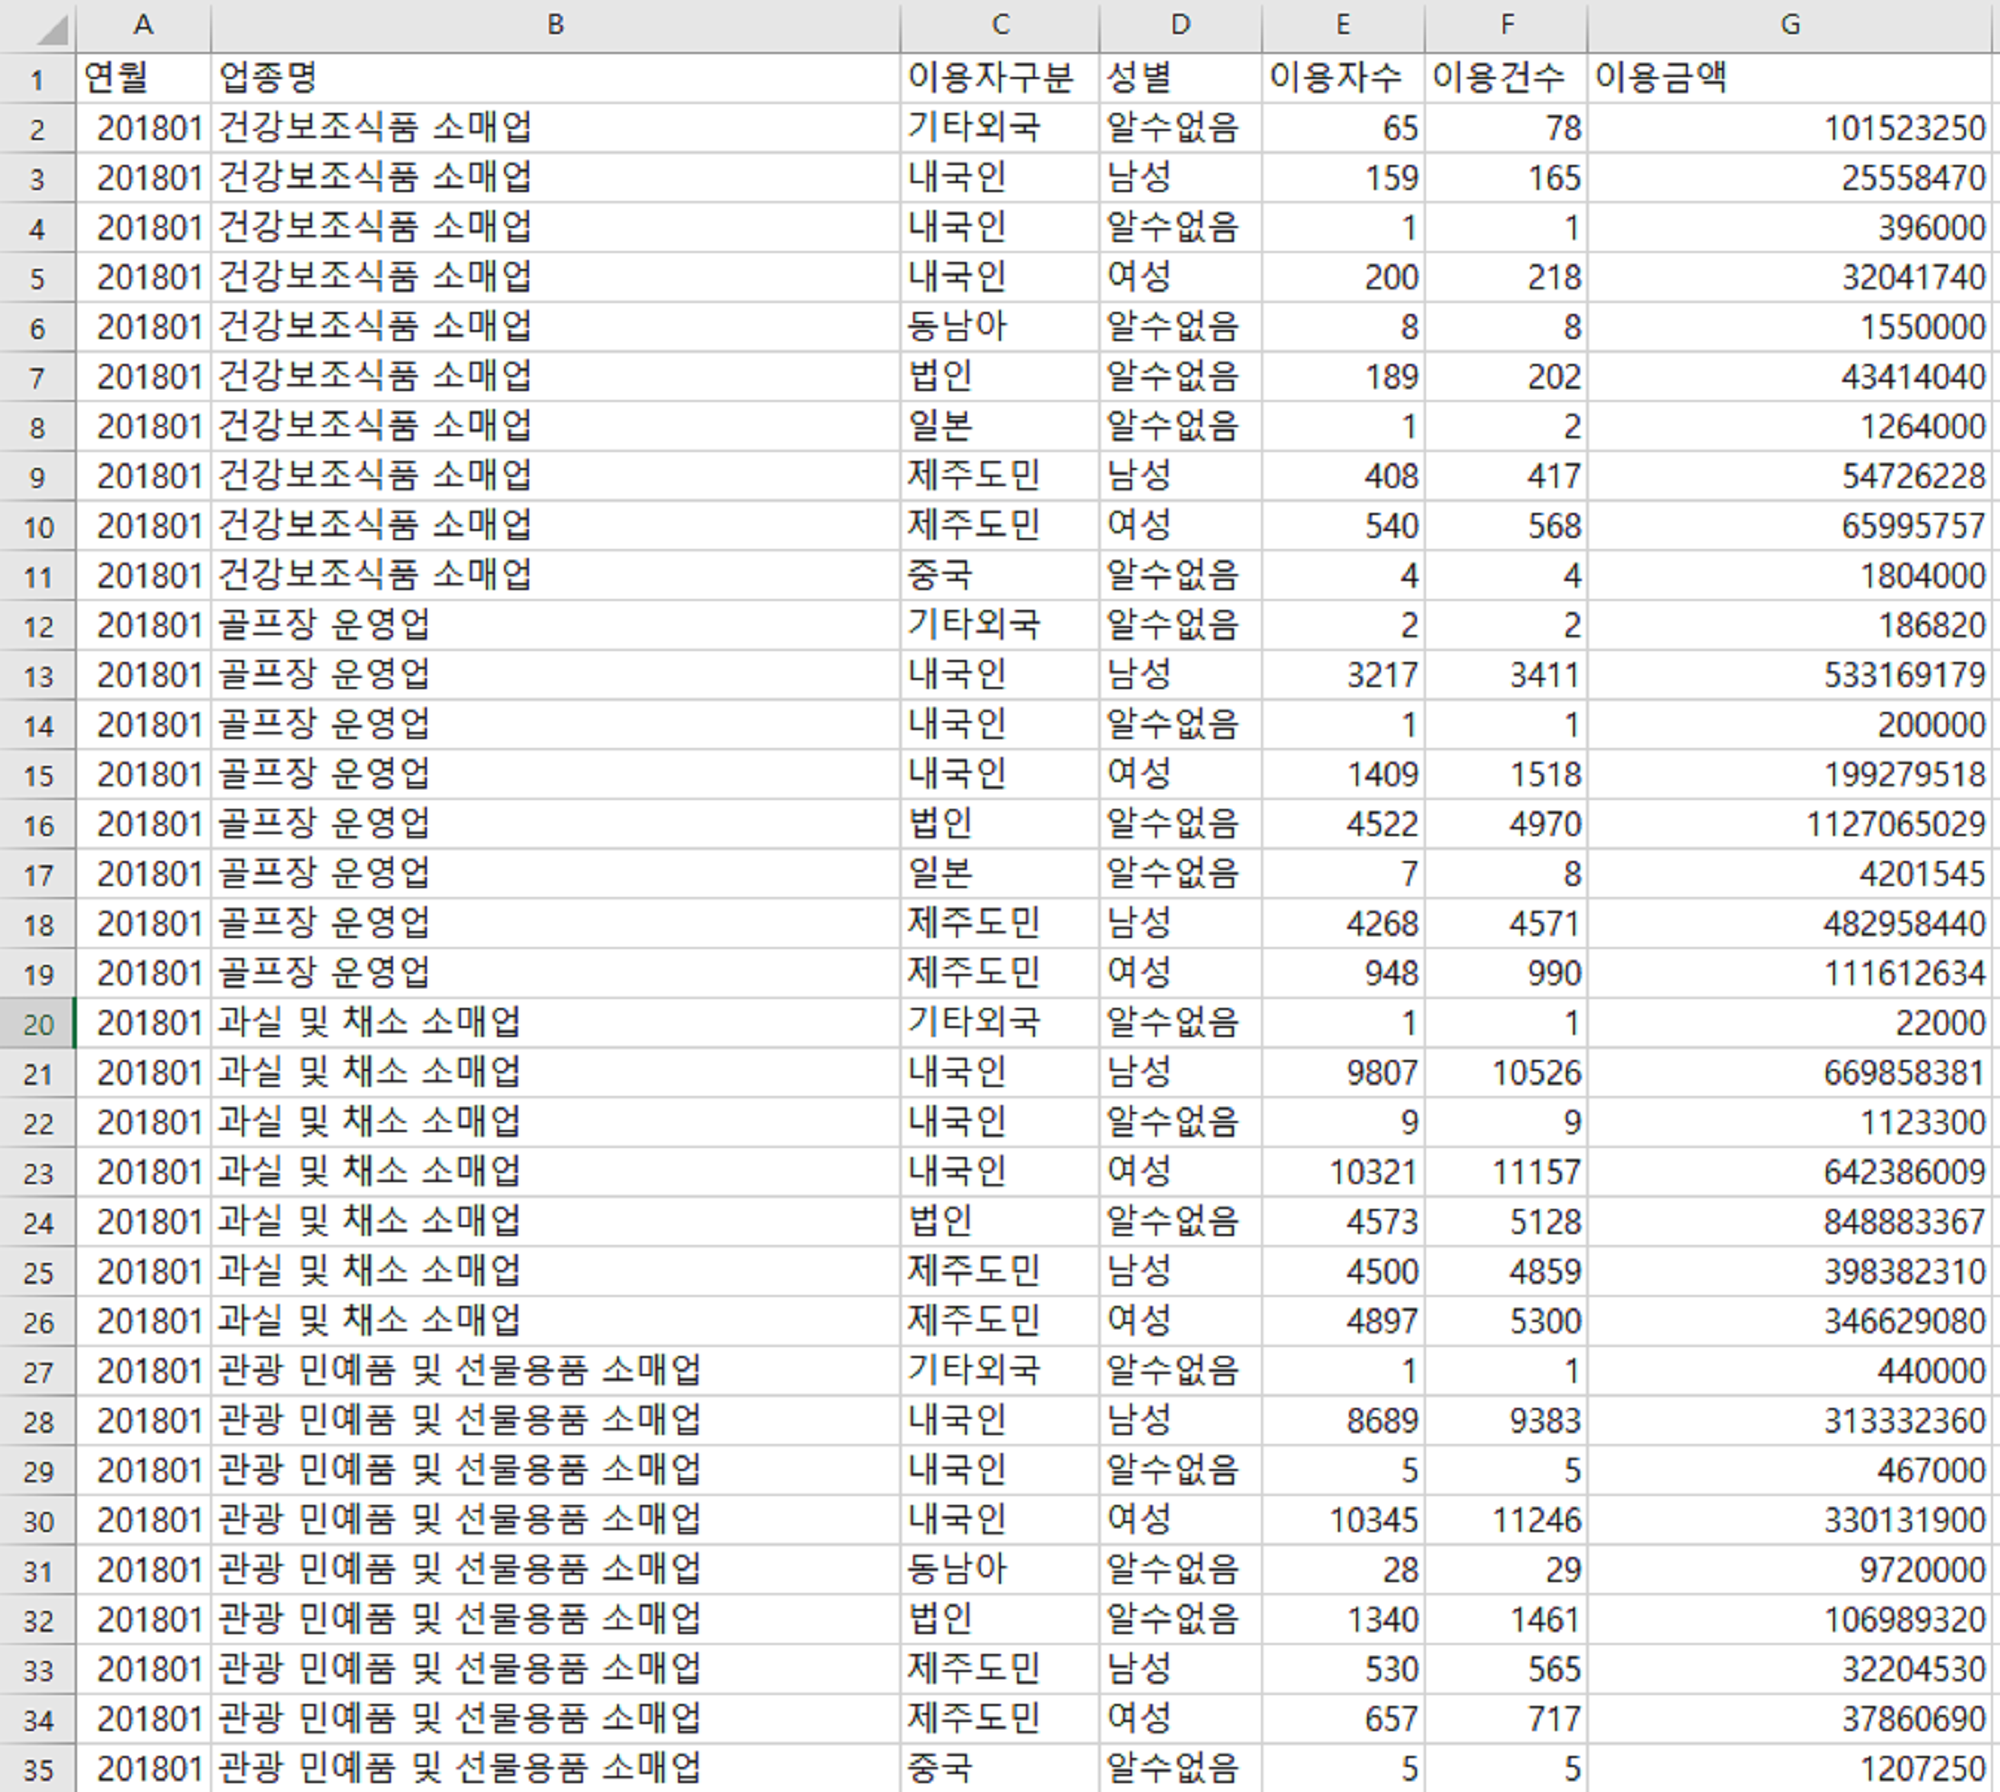 A B C D E F G
1 연월 업종명 이용자구분 성별 이용자수 이용건수 이용금액
2 201801 건강보조식품 소매업 기타외국 알수없음 65 78 101523250
3 201801 건강보조식품 소매업 내국인 남성 159 165 25558470
4 201801 건강보조식품 소매업 내국인 알수없음 1 1 396000
5 201801 건강보조식품 소매업 내국인 여성 200 218 32041740
6 201801 건강보조식품 소매업 동남아 알수없음 8 8 1550000
7 201801 건강보조식품 소매업 법인 알수없음 189 202 43414040
8 201801 건강보조식품 소매업 일본 알수없음 1 2 1264000
9 201801 건강보조식품 소매업 제주도민 남성 408 417 54726228
10 201801 건강보조식품 소매업 제주도민 여성 540 568 65995757
11 201801 건강보조식품 소매업 중국 알수없음 4 4 1804000
12 201801 골프장 운영업 기타외국 알수없음 2 2 186820
13 201801 골프장 운영업 내국인 남성 3217 3411 533169179
14 201801 골프장 운영업 내국인 알수없음 1 1 200000
15 201801 골프장 운영업 내국인 여성 1409 1518 199279518
16 201801 골프장 운영업 법인 알수없음 4522 4970 1127065029
17 201801 골프장 운영업 일본 알수없음 7 8 4201545
18 201801 골프장 운영업 제주도민 남성 4268 4571 482958440
19 201801 골프장 운영업 제주도민 여성 948 990 111612634
20 201801 과실 및 채소 소매업 기타외국 알수없음 1 1 22000
21 201801 과실 및 채소 소매업 내국인 남성 9807 10526 669858381
22 201801 과실 및 채소 소매업 내국인 알수없음 9 9 1123300
23 201801 과실 및 채소 소매업 내국인 여성 10321 11157 642386009
24 201801 과실 및 채소 소매업 법인 알수없음 4573 5128 848883367
25 201801 과실 및 채소 소매업 제주도민 남성 4500 4859 398382310
26 201801 과실 및 채소 소매업 제주도민 여성 4897 5300 346629080
27 201801 관광 민예품 및 선물용품 소매업 기타외국 알수없음 1 1 440000
28 201801 관광 민예품 및 선물용품 소매업 내국인 남성 8689 9383 313332360
29 201801 관광 민예품 및 선물용품 소매업 내국인 알수없음 5 5 467000
30 201801 관광 민예품 및 선물용품 소매업 내국인 여성 10345 11246 330131900
31 201801 관광 민예품 및 선물용품 소매업 동남아 알수없음 28 29 9720000
32 201801 관광 민예품 및 선물용품 소매업 법인 알수없음 1340 1461 106989320
33 201801 관광 민예품 및 선물용품 소매업 제주도민 남성 530 565 32204530
34 201801 관광 민예품 및 선물용품 소매업 제주도민 여성 657 717 37860690
35 201801 관광 민예품 및 선물용품 소매업 중국 알수없음 5 5 1207250